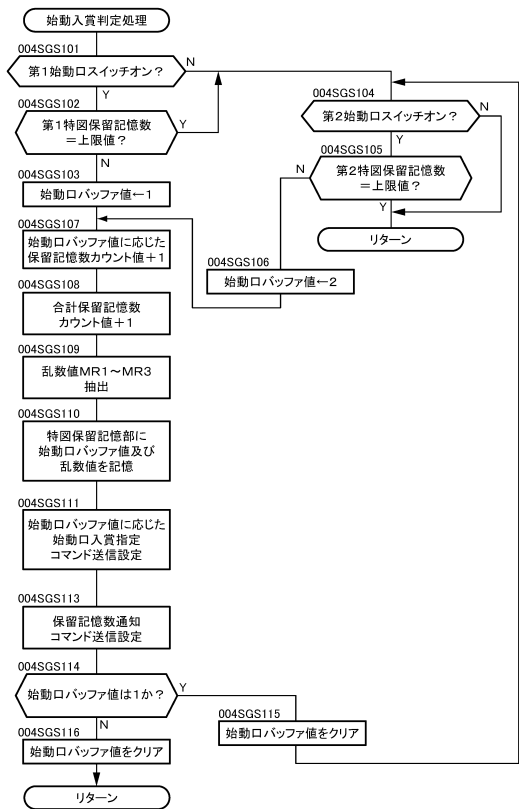 始動入賞判定処理
004SGS101
第1始動口スイッチオン？
N
Y
004SGS102
第1特図保留記憶数
＝上限値？
Y
N
004SGS103
始動口バッファ値←1
004SGS104
第2始動口スイッチオン？
N
Y
004SGS105
第2特図保留記憶数
＝上限値？
N
Y
リターン
004SGS106
始動口バッファ値←2
004SGS107
始動口バッファ値に応じた
保留記憶数カウント値＋1
004SGS108
合計保留記憶数
カウント値＋1
004SGS109
乱数値MR1～MR3
抽出
004SGS110
特図保留記憶部に
始動口バッファ値及び
乱数値を記憶
004SGS111
始動口バッファ値に応じた
始動口入賞指定
コマンド送信設定
004SGS113
保留記憶数通知
コマンド送信設定
004SGS114
始動口バッファ値は1か？
Y
N
004SGS115
始動口バッファ値をクリア
004SGS116
始動口バッファ値をクリア
リターン